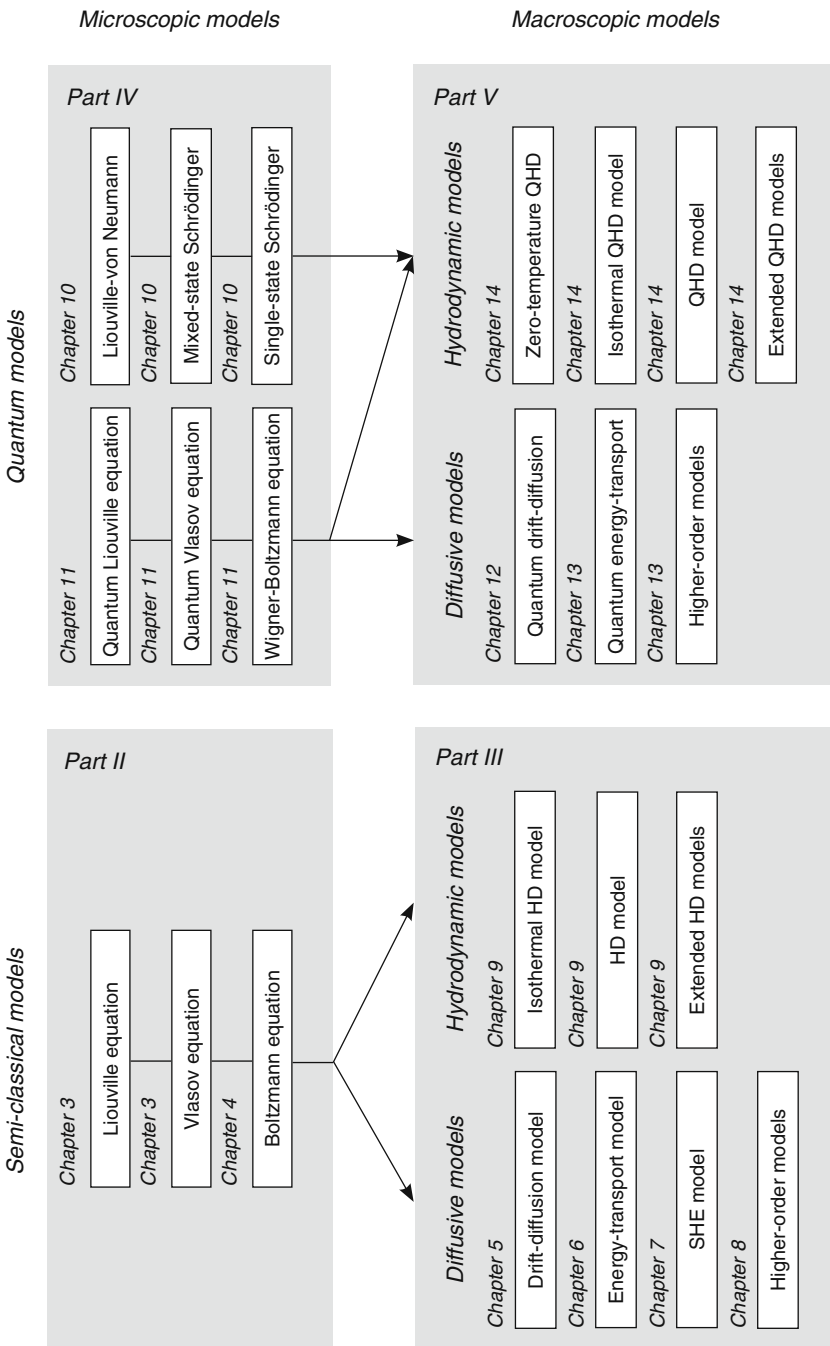 Microscopic models
Macroscopic models
Semi-classical models
Quantum models
Part II
Chapter 3
Liouville equation
Chapter 3
Vlasov equation
Chapter 4
Boltzmann equation
Part III
Diffusive models
Chapter 5
Drift-diffusion model
Chapter 6
Energy-transport model
Chapter 7
SHE model
Chapter 8
Higher-order models
Hydrodynamic models
Chapter 9
Isothermal HD model
Chapter 9
HD model
Chapter 9
Extended HD models
Part IV
Chapter 11
Quantum Liouville equation
Chapter 11
Quantum Vlasov equation
Chapter 11
Wigner-Boltzmann equation
Chapter 10
Liouville-von Neumann
Chapter 10
Mixed-state Schrödinger
Chapter 10
Single-state Schrödinger
Part V
Diffusive models
Chapter 12
Quantum drift-diffusion
Chapter 13
Quantum energy-transport
Chapter 13
Higher-order models
Hydrodynamic models
Chapter 14
Zero-temperature QHD
Chapter 14
Isothermal QHD model
Chapter 14
QHD model
Chapter 14
Extended QHD models